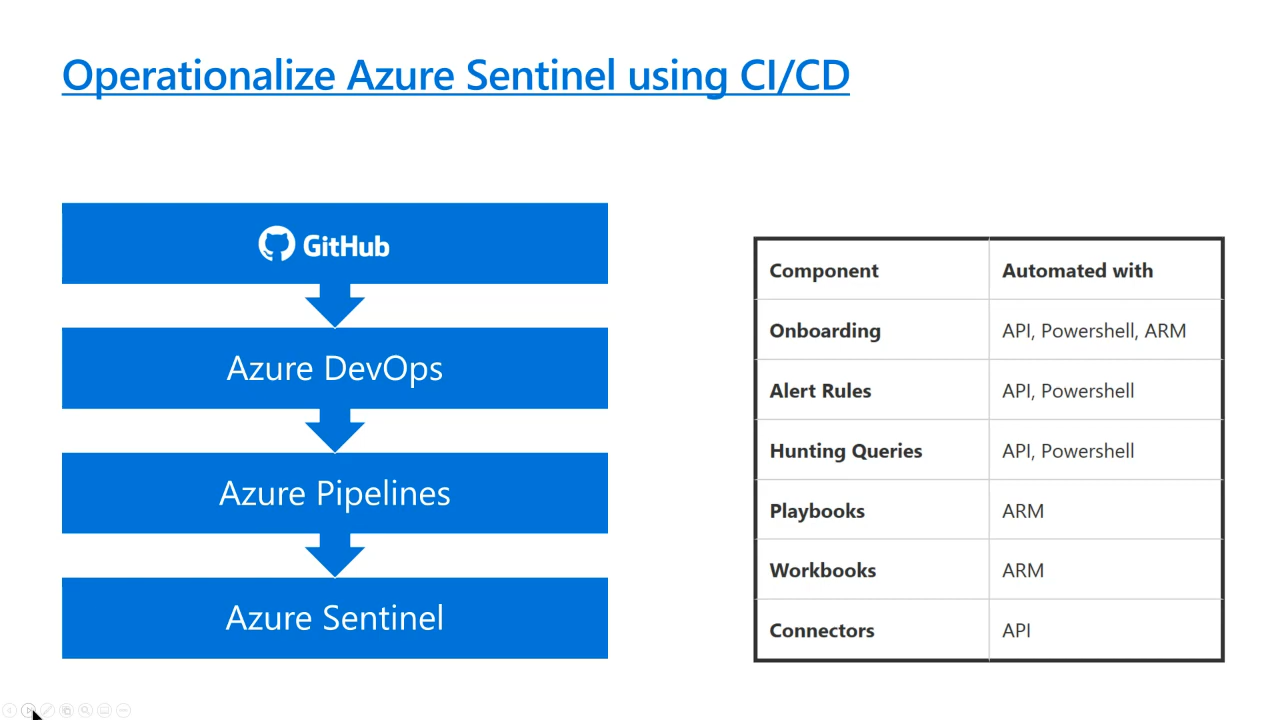 Operationalize Azure Sentinel using CI/CD
GitHub
Azure DevOps
Azure Pipelines
Azure Sentinel
Component Automated with
Onboarding API, Powershell, ARM
Alert Rules API, Powershell
Hunting Queries API, Powershell
Playbooks ARM
Workbooks ARM
Connectors API